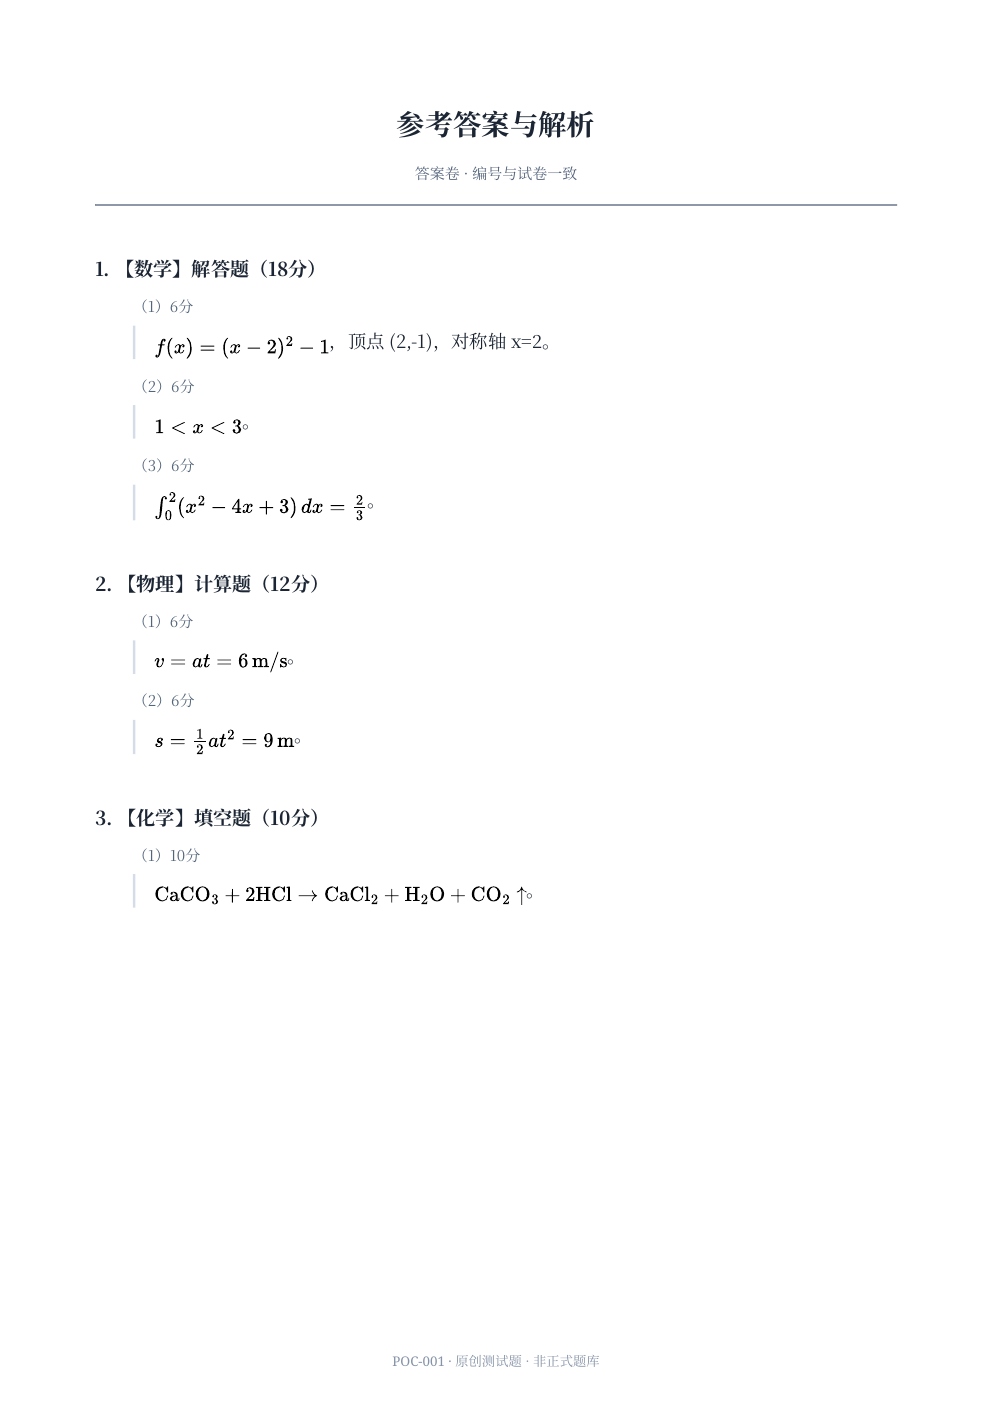 参考答案与解析
答案卷 · 编号与试卷一致
1. 【数学】解答题（18分）
（1）6分
f(x) = (x − 2)² − 1， 顶点 (2,-1)，对称轴 x=2。
（2）6分
1 < x < 3。
（3）6分
∫₀²(x² − 4x + 3) dx = 2/3。
2. 【物理】计算题（12分）
（1）6分
v = at = 6 m/s。
（2）6分
s = 1/2 at² = 9 m。
3. 【化学】填空题（10分）
（1）10分
CaCO₃ + 2HCl → CaCl₂ + H₂O + CO₂ ↑。
POC-001 · 原创测试题 · 非正式题库